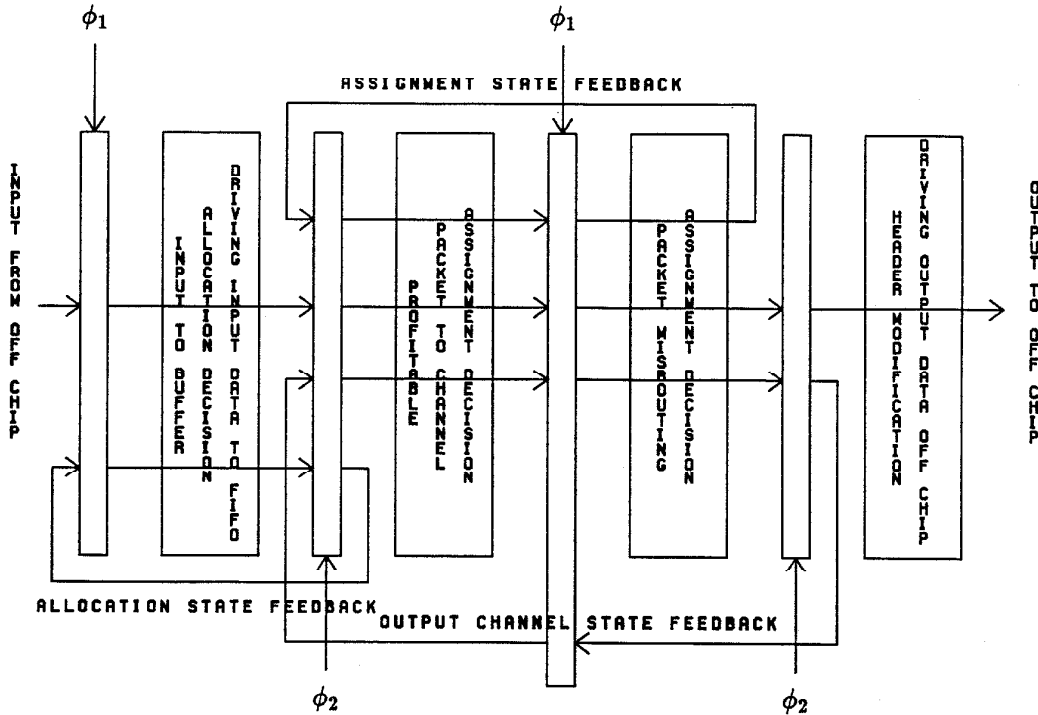 ϕ1
ϕ1
ASSIGNMENT STATE FEEDBACK
INPUT FROM OFF CHIP
DRIVING INPUT DATA TO FIFO
ALLOCATION DECISION
INPUT TO BUFFER
ASSIGNMENT DECISION
PACKET TO CHANNEL
PROFITABLE
ASSIGNMENT DECISION
PACKET MISROUTING
DRIVING OUTPUT DATA OFF CHIP
HEADER MODIFICATION
OUTPUT TO OFF CHIP
ALLOCATION STATE FEEDBACK
OUTPUT CHANNEL STATE FEEDBACK
ϕ2
ϕ2